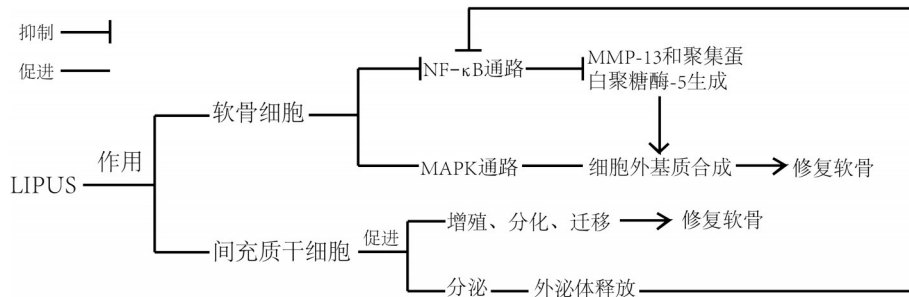 抑制
促进
NF-κB通路
MMP-13和聚集蛋
白聚糖酶-5生成
软骨细胞
作用
LIPUS
MAPK通路
细胞外基质合成
修复软骨
间充质干细胞
促进
增殖、分化、迁移
修复软骨
分泌
外泌体释放